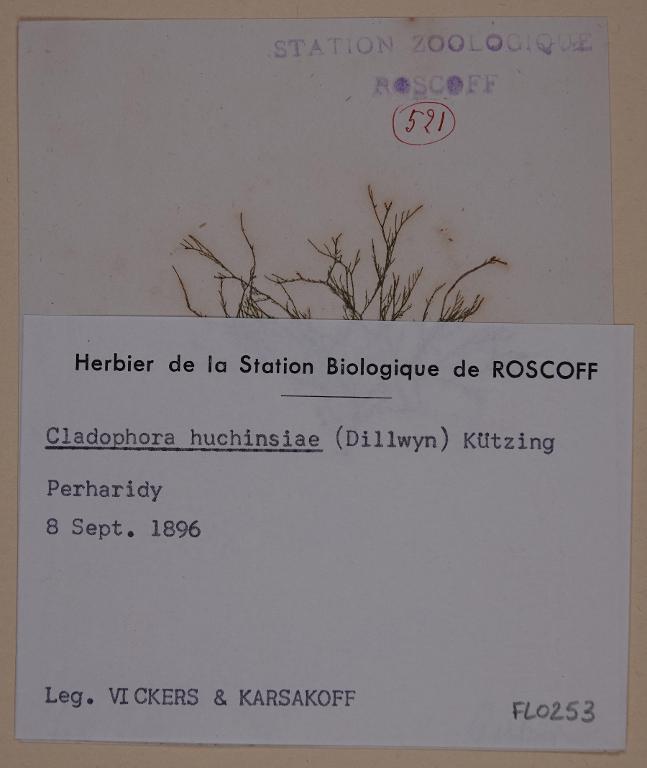 STATION ZOOLOGIQUE
ROSCOFF
521
Herbier de la Station Biologique de ROSCOFF
Cladophora huchinsiae (Dillwyn) Kützing
Perharidy
8 Sept. 1896
Leg. VICKERS & KARSAKOFF
FL0253